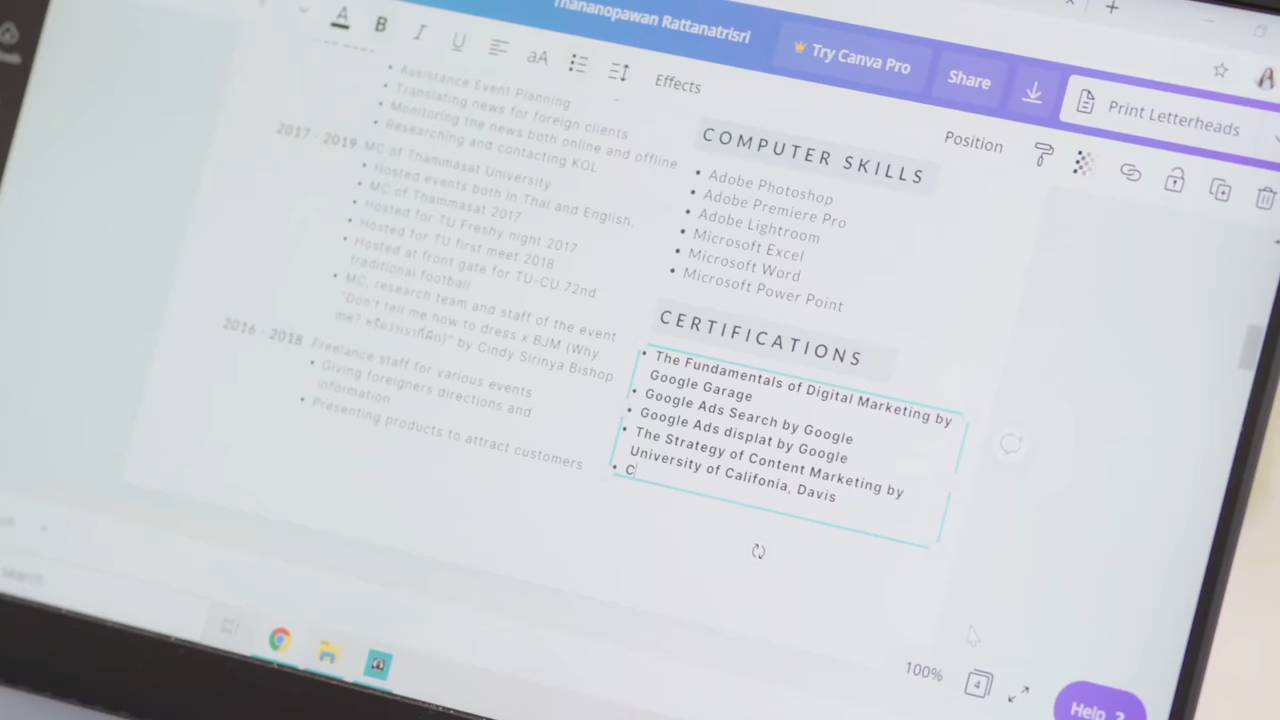 Thananopawan Rattanatrisri
Try Canva Pro
Share
Print Letterheads
A B I U aA
Effects
Position
Assistance Event Planning
Translating news for foreign clients
Monitoring the news both online and offline
Researching and contacting KOL
2017 - 2019 MC of Thammasat University
Hosted events both in Thai and English.
MC of Thammasat 2017
Hosted for TU Freshy night 2017
Hosted for TU first meet 2018
Hosted at front gate for TU-CU 72nd
traditional football
MC, research team and staff of the event
"Don't tell me how to dress x BJM (Why
me? by Cindy Sirinya Bishop
2016 - 2018 Freelance staff for various events
Giving foreigners directions and
information
Presenting products to attract customers
COMPUTER SKILLS
Adobe Photoshop
Adobe Premiere Pro
Adobe Lightroom
Microsoft Excel
Microsoft Word
Microsoft Power Point
CERTIFICATIONS
The Fundamentals of Digital Marketing by
Google Garage
Google Ads Search by Google
Google Ads displat by Google
The Strategy of Content Marketing by
University of Califonia, Davis
C
search
100%
4
Help ?